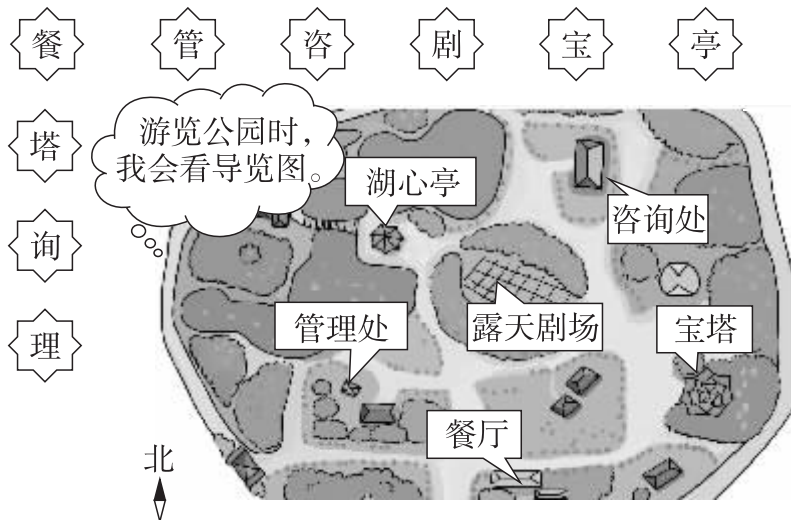 餐
管
咨
剧
宝
亭
塔
询
理
游览公园时，
我会看导览图。
湖心亭
咨询处
管理处
露天剧场
宝塔
餐厅
北